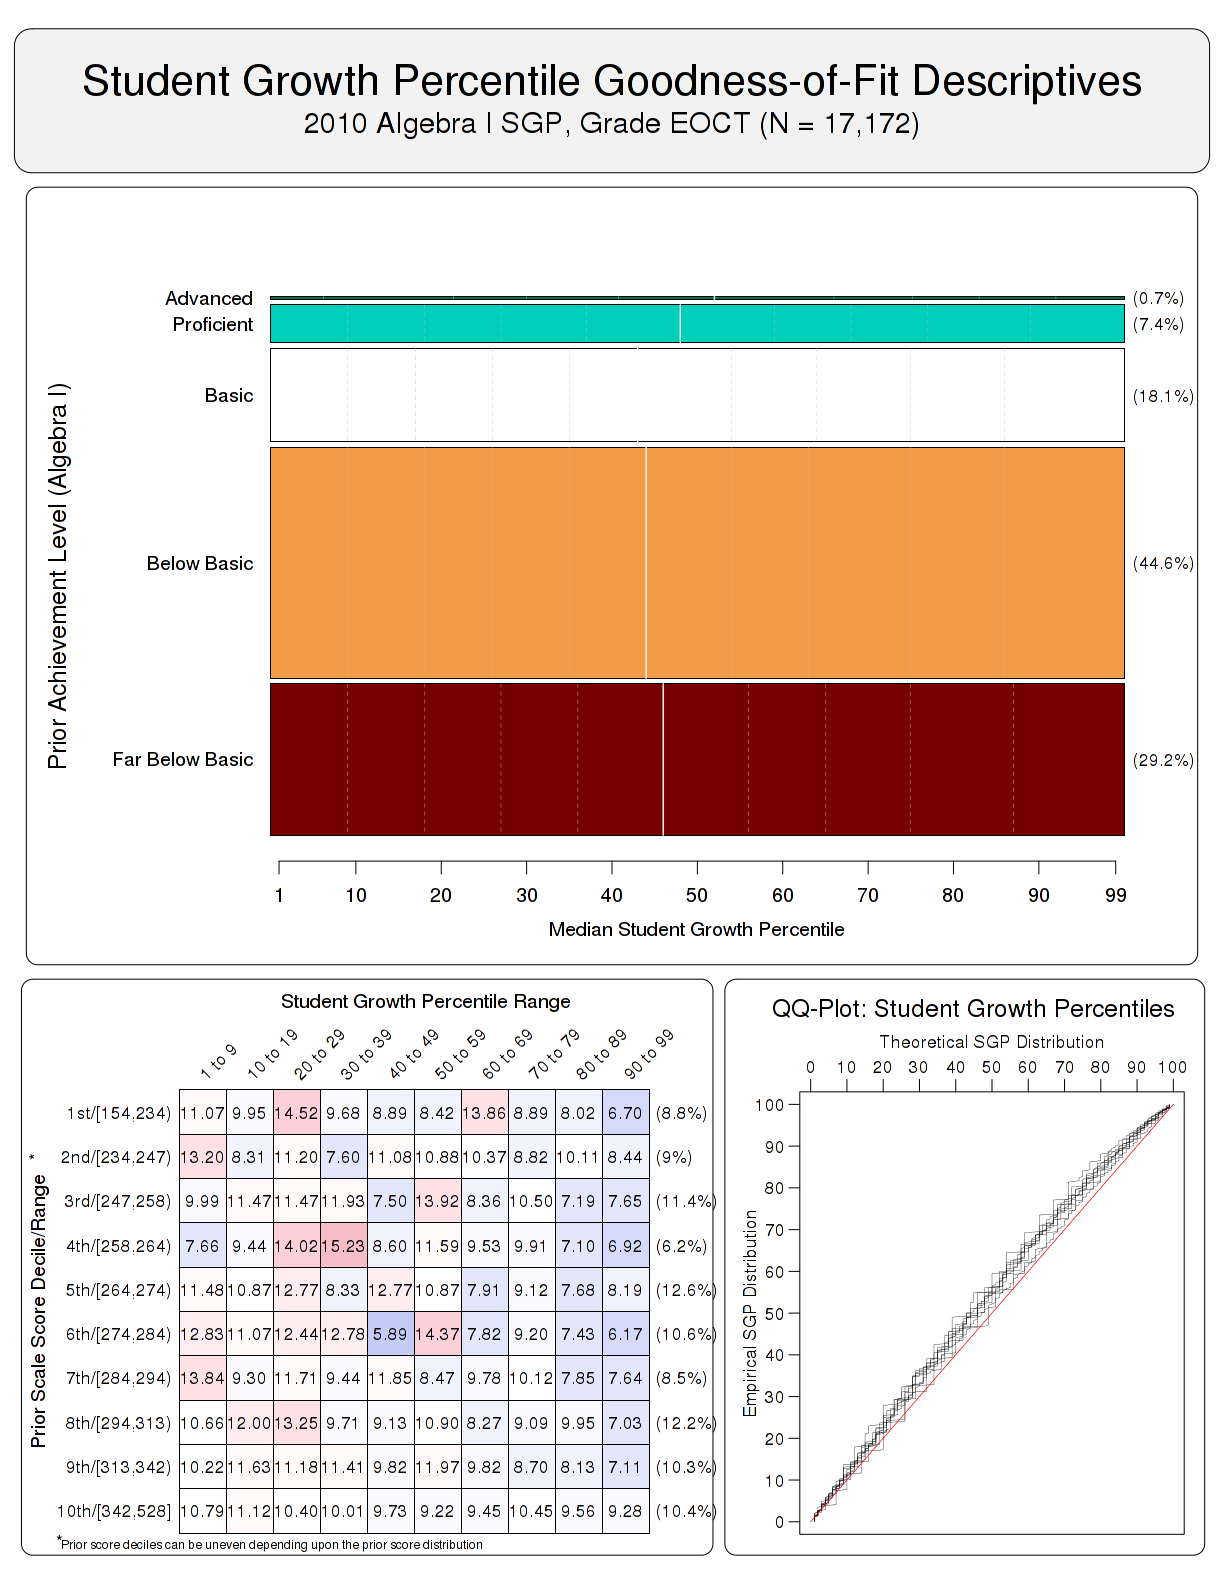 Student Growth Percentile Goodness-of-Fit Descriptives
2010 Algebra I SGP, Grade EOCT (N = 17,172)
Prior Achievement Level (Algebra I)
Advanced (0.7%)
Proficient (7.4%)
Basic (18.1%)
Below Basic (44.6%)
Far Below Basic (29.2%)
1 10 20 30 40 50 60 70 80 90 99
Median Student Growth Percentile
Student Growth Percentile Range
1 to 9 10 to 19 20 to 29 30 to 39 40 to 49 50 to 59 60 to 69 70 to 79 80 to 89 90 to 99
Prior Scale Score Decile/Range *
1st/[154,234) 11.07 9.95 14.52 9.68 8.89 8.42 13.86 8.89 8.02 6.70 (8.8%)
2nd/[234,247) 13.20 8.31 11.20 7.60 11.08 10.88 10.37 8.82 10.11 8.44 (9%)
3rd/[247,258) 9.99 11.47 11.47 11.93 7.50 13.92 8.36 10.50 7.19 7.65 (11.4%)
4th/[258,264) 7.66 9.44 14.02 15.23 8.60 11.59 9.53 9.91 7.10 6.92 (6.2%)
5th/[264,274) 11.48 10.87 12.77 8.33 12.77 10.87 7.91 9.12 7.68 8.19 (12.6%)
6th/[274,284) 12.83 11.07 12.44 12.78 5.89 14.37 7.82 9.20 7.43 6.17 (10.6%)
7th/[284,294) 13.84 9.30 11.71 9.44 11.85 8.47 9.78 10.12 7.85 7.64 (8.5%)
8th/[294,313) 10.66 12.00 13.25 9.71 9.13 10.90 8.27 9.09 9.95 7.03 (12.2%)
9th/[313,342) 10.22 11.63 11.18 11.41 9.82 11.97 9.82 8.70 8.13 7.11 (10.3%)
10th/[342,528] 10.79 11.12 10.40 10.01 9.73 9.22 9.45 10.45 9.56 9.28 (10.4%)
*Prior score deciles can be uneven depending upon the prior score distribution
QQ-Plot: Student Growth Percentiles
Theoretical SGP Distribution
0 10 20 30 40 50 60 70 80 90 100
Empirical SGP Distribution
100
90
80
70
60
50
40
30
20
10
0